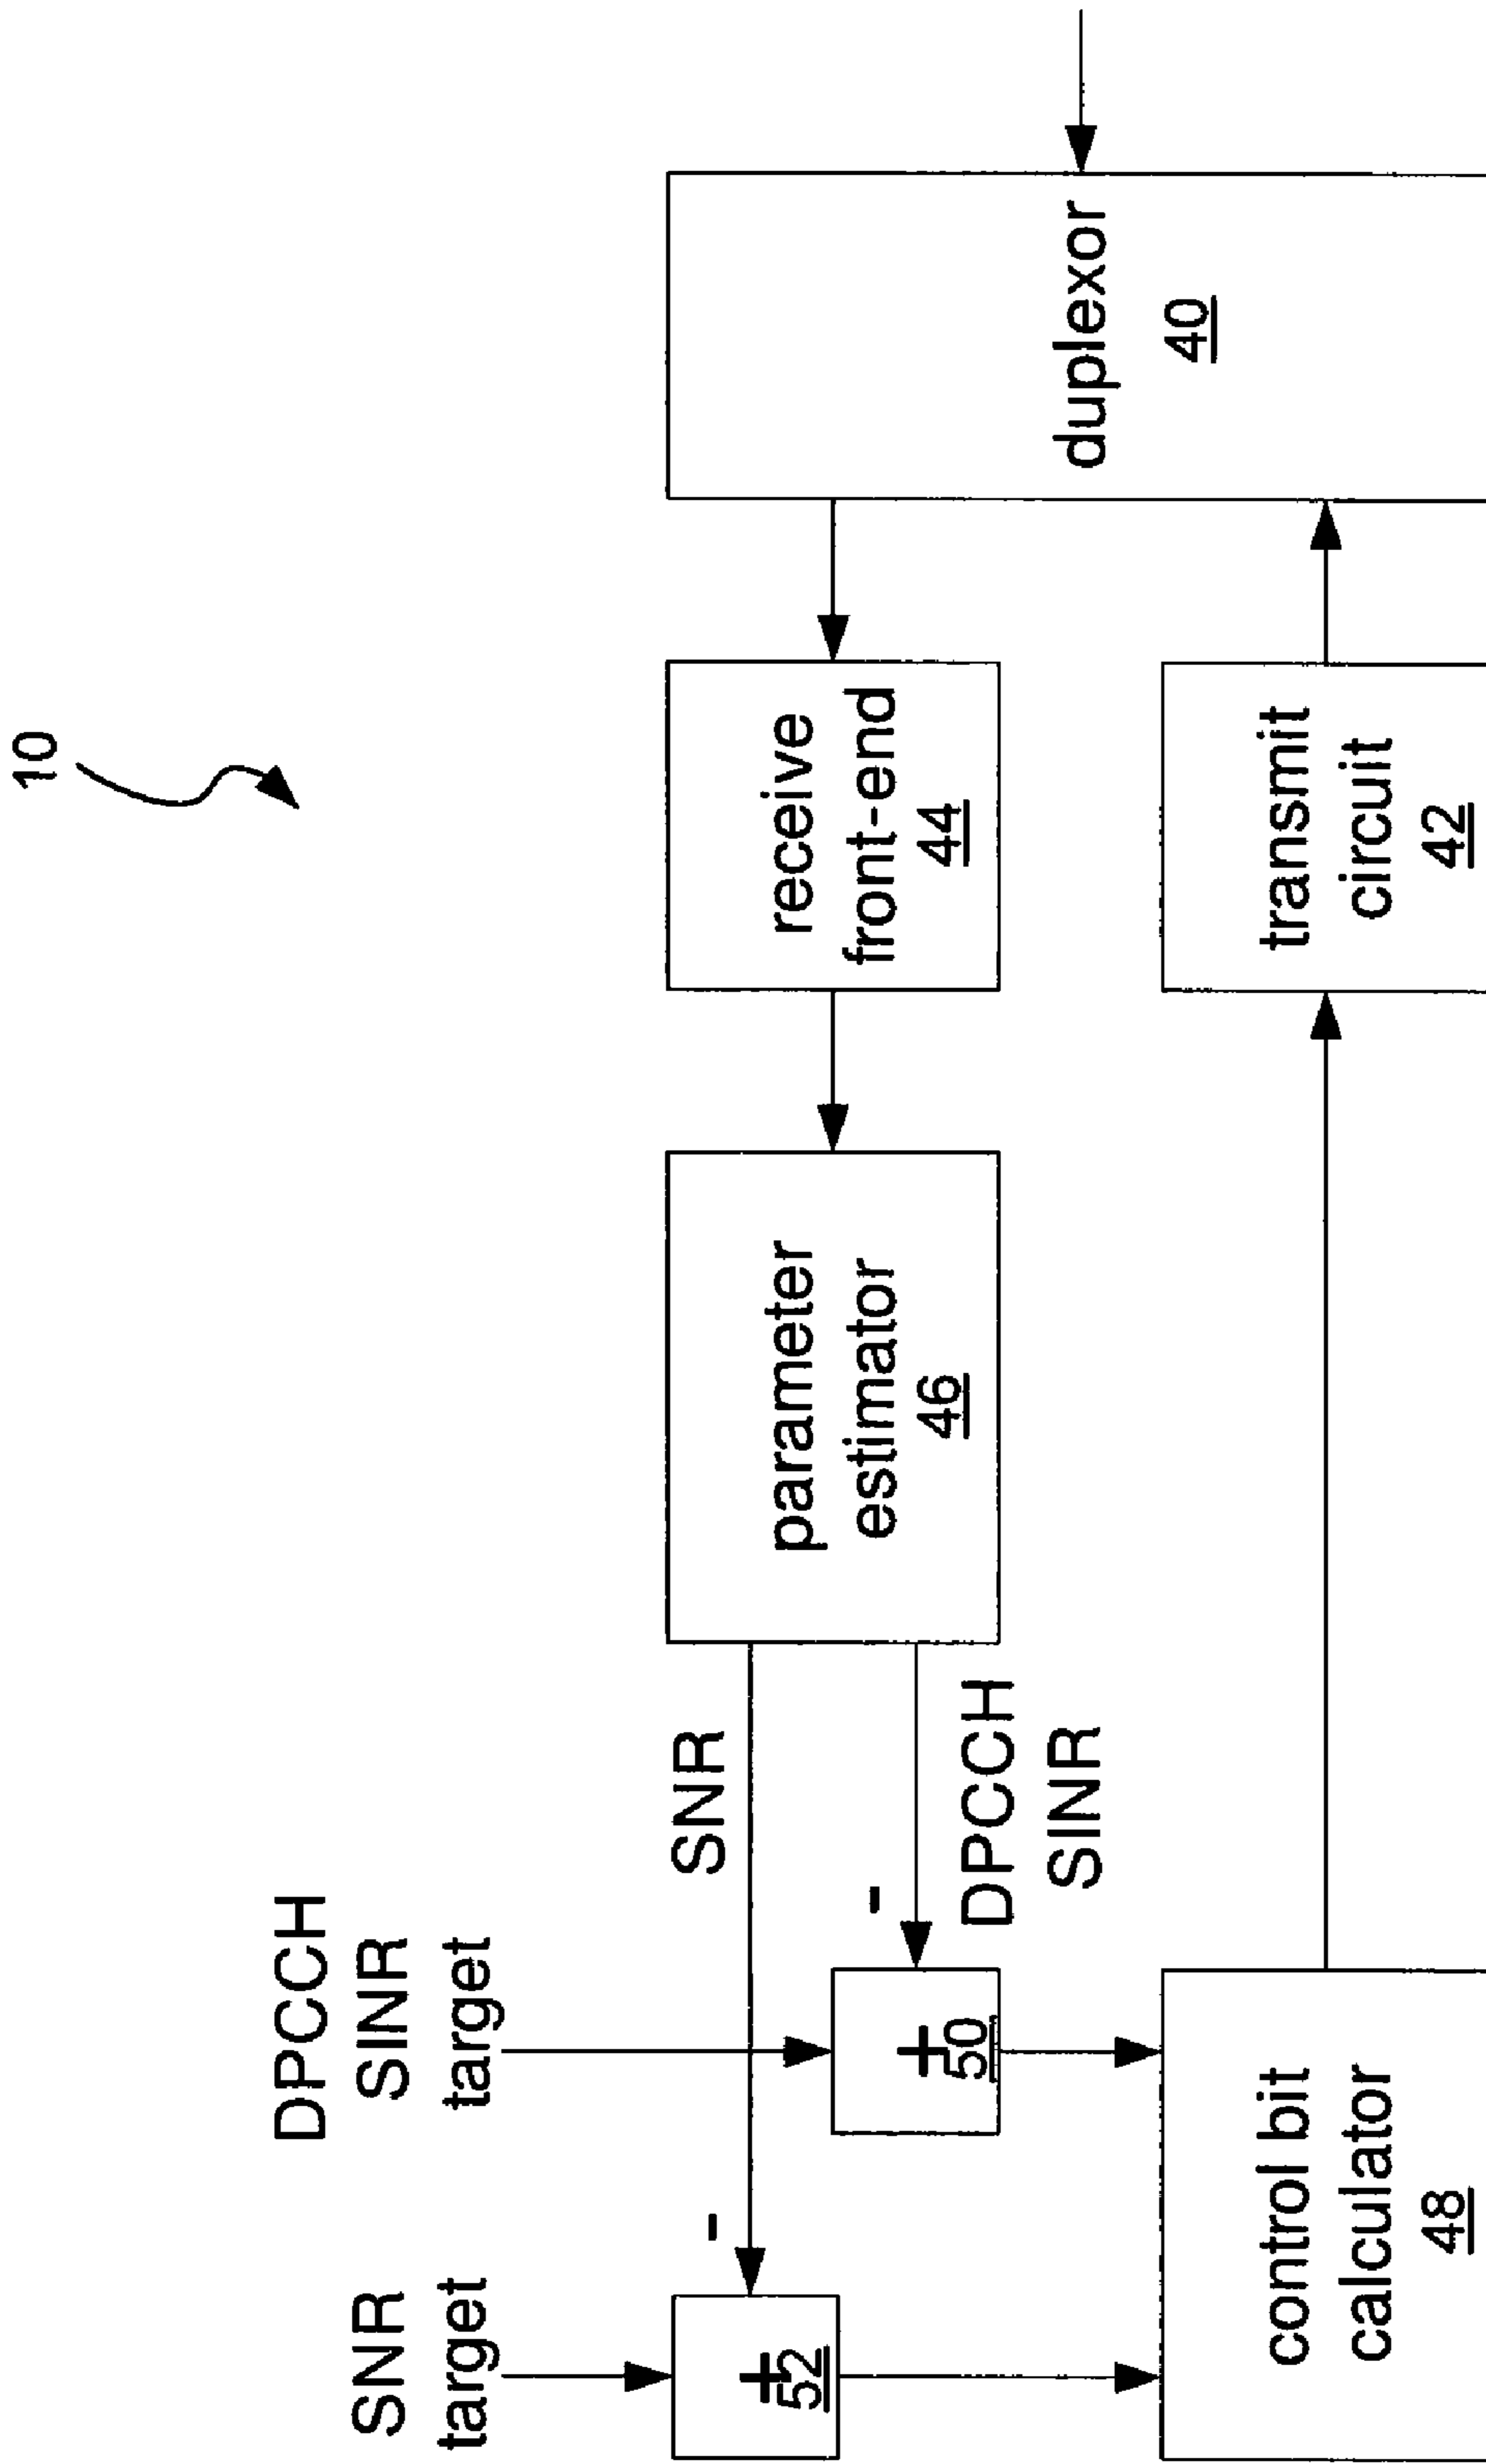 10
SNR
target
DPCCH
SINR
target
SNR
DPCCH
SINR
-
-
+
52
+
50
parameter
estimator
46
receive
front-end
44
duplexor
40
control bit
calculator
48
transmit
circuit
42